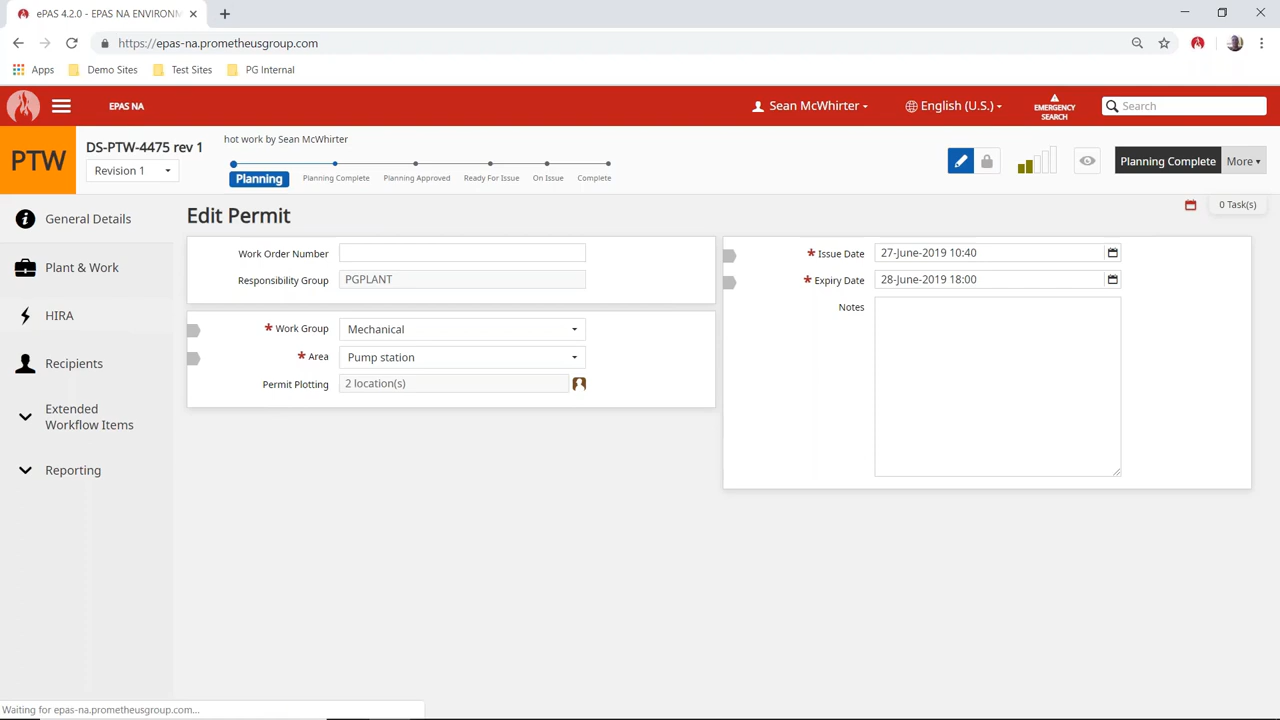 ePAS 4.2.0 - EPAS NA ENVIRONM
https://epas-na.prometheusgroup.com
Apps Demo Sites Test Sites PG Internal
EPAS NA Sean McWhirter English (U.S.) EMERGENCY SEARCH Search
PTW
DS-PTW-4475 rev 1
Revision 1
hot work by Sean McWhirter
Planning Planning Complete Planning Approved Ready For Issue On Issue Complete
Planning Complete More
General Details
Plant & Work
HIRA
Recipients
Extended
Workflow Items
Reporting
Edit Permit
0 Task(s)
Work Order Number
Responsibility Group PGPLANT
* Work Group Mechanical
* Area Pump station
Permit Plotting 2 location(s)
* Issue Date 27-June-2019 10:40
* Expiry Date 28-June-2019 18:00
Notes
Waiting for epas-na.prometheusgroup.com...